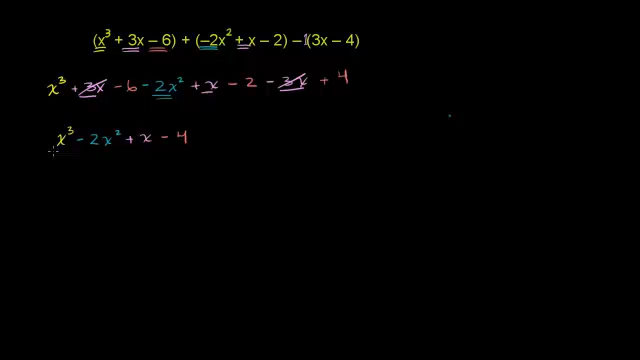 (x³ + 3x − 6) + (−2x² + x − 2) −1(3x − 4)
x³ + 3x − 6 − 2x² + x − 2 − 3x + 4
x³ − 2x² + x − 4